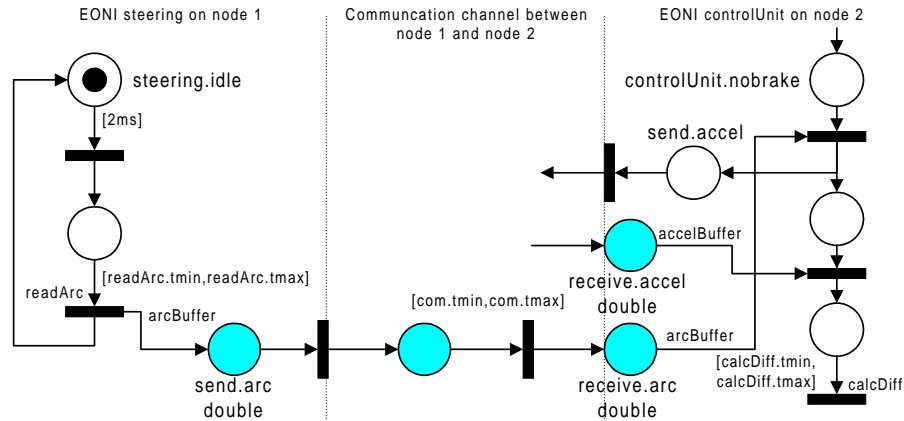 EONI steering on node 1
Communcation channel between
node 1 and node 2
EONI controlUnit on node 2
steering.idle
controlUnit.nobrake
[2ms]
send.accel
accelBuffer
[readArc.tmin,readArc.tmax]
readArc
receive.accel
double
[com.tmin,com.tmax]
arcBuffer
arcBuffer
[calcDiff.tmin,
calcDiff.tmax]
calcDiff
send.arc
double
receive.arc
double